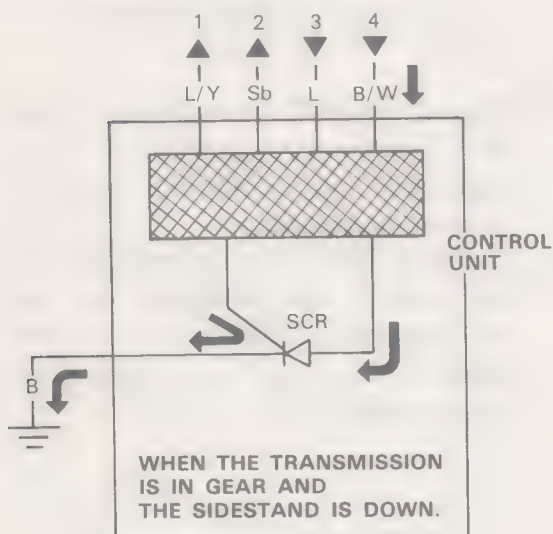 1 2 3 4
L/Y Sb L B/W
CONTROL
UNIT
SCR
B
WHEN THE TRANSMISSION
IS IN GEAR AND
THE SIDESTAND IS DOWN.